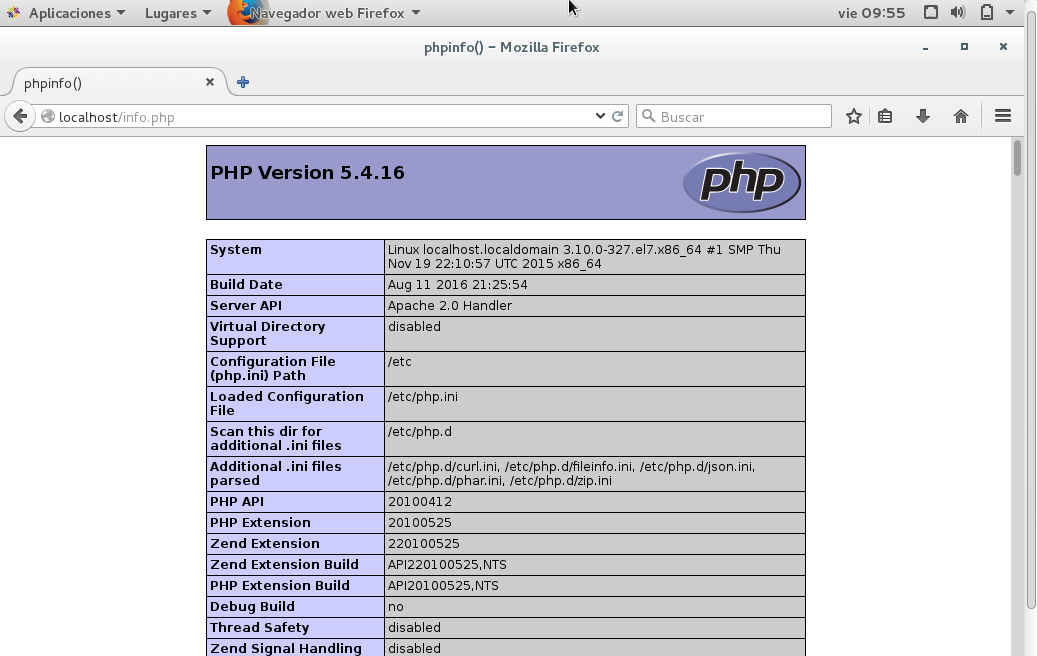 Aplicaciones Lugares Navegador web Firefox vie 09:55
phpinfo() – Mozilla Firefox
phpinfo()
localhost/info.php Buscar
PHP Version 5.4.16 php
System Linux localhost.localdomain 3.10.0-327.el7.x86_64 #1 SMP Thu
Nov 19 22:10:57 UTC 2015 x86_64
Build Date Aug 11 2016 21:25:54
Server API Apache 2.0 Handler
Virtual Directory disabled
Support
Configuration File /etc
(php.ini) Path
Loaded Configuration /etc/php.ini
File
Scan this dir for /etc/php.d
additional .ini files
Additional .ini files /etc/php.d/curl.ini, /etc/php.d/fileinfo.ini, /etc/php.d/json.ini,
parsed /etc/php.d/phar.ini, /etc/php.d/zip.ini
PHP API 20100412
PHP Extension 20100525
Zend Extension 220100525
Zend Extension Build API220100525,NTS
PHP Extension Build API20100525,NTS
Debug Build no
Thread Safety disabled
Zend Signal Handling disabled